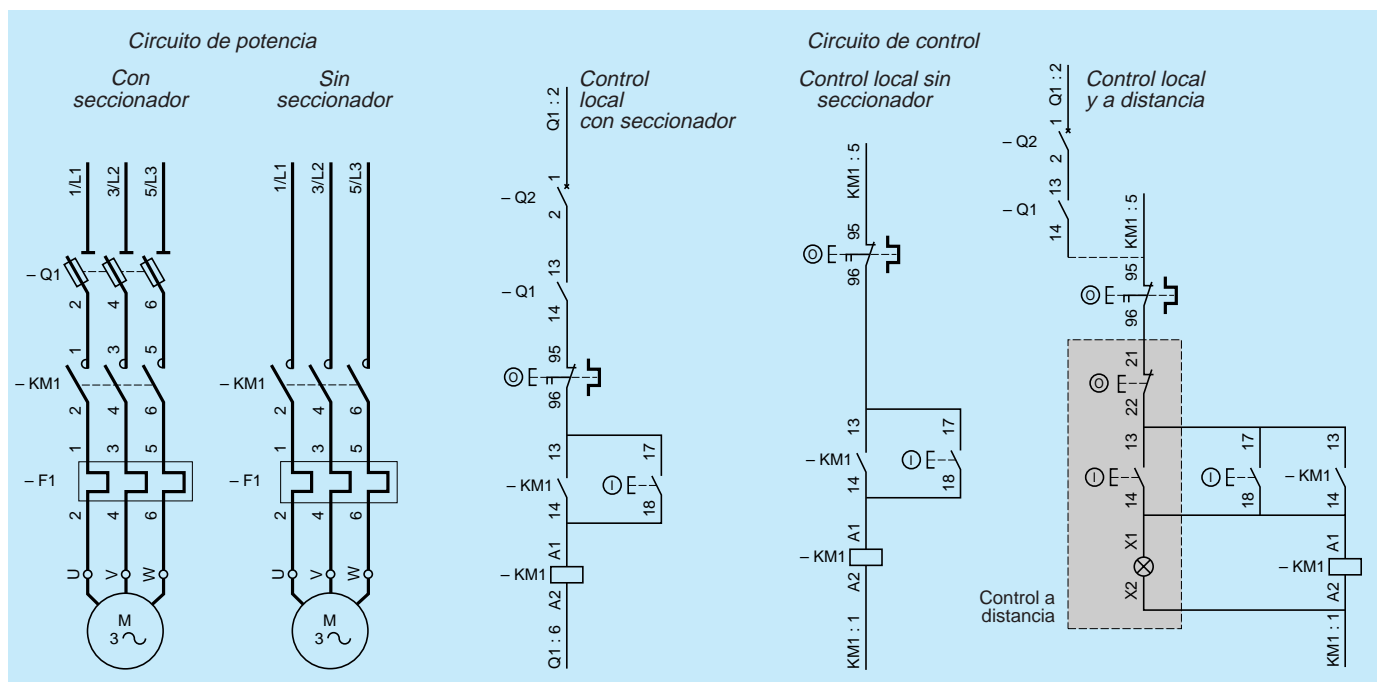 Circuito de potencia
Circuito de control
Con
seccionador
Sin
seccionador
Control
local
con seccionador
Control local sin
seccionador
Control local
y a distancia
1/L1
3/L2
5/L3
– Q1
2
4
6
1
3
5
– KM1
2
4
6
1
3
5
– F1
2
4
6
U
V
W
M
3
1/L1
3/L2
5/L3
– KM1
2
4
6
1
3
5
– F1
2
4
6
U
V
W
M
3
Q1 : 2
1
– Q2
2
13
– Q1
14
95
O
96
13
17
– KM1
I
14
18
A1
– KM1
A2
Q1 : 6
KM1 : 5
95
O
96
13
17
– KM1
I
14
18
A1
– KM1
A2
KM1 : 1
Q1 : 2
1
– Q2
2
13
– Q1
14
KM1 : 5
95
O
96
21
O
22
13
17
13
I
I
– KM1
14
18
14
X1
A1
– KM1
X2
A2
Control a
distancia
KM1 : 1